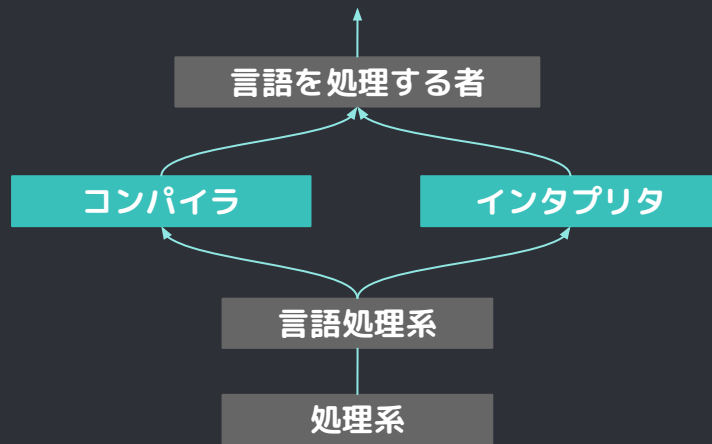 言語を処理する者
コンパイラ
インタプリタ
言語処理系
処理系